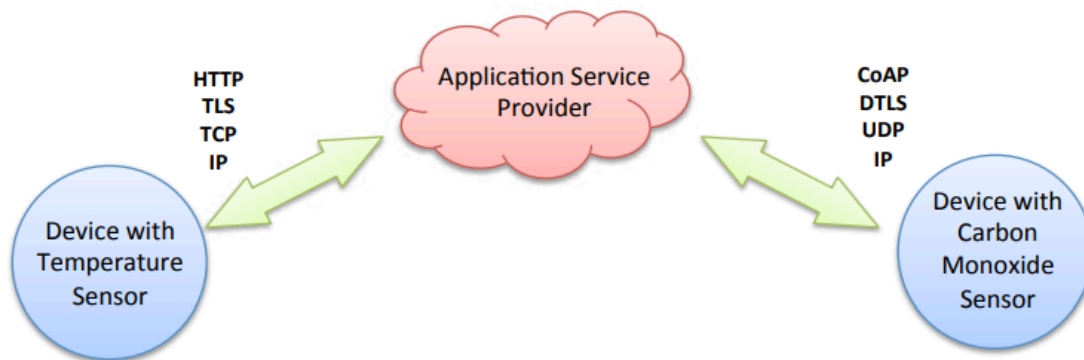 HTTP
TLS
TCP
IP
Application Service
Provider
CoAP
DTLS
UDP
IP
Device with
Temperature
Sensor
Device with
Carbon
Monoxide
Sensor